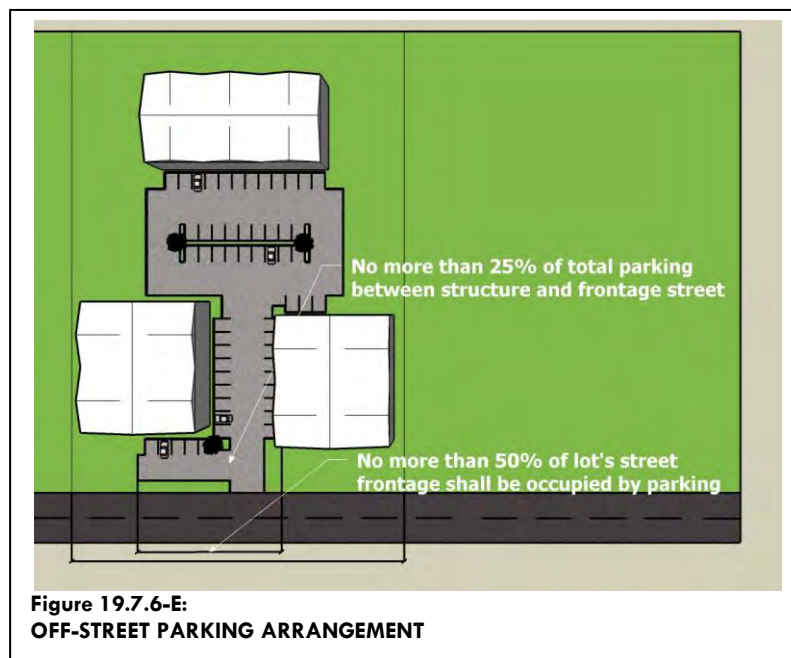 No more than 25% of total parking
between structure and frontage street
No more than 50% of lot's street
frontage shall be occupied by parking
Figure 19.7.6-E:
OFF-STREET PARKING ARRANGEMENT